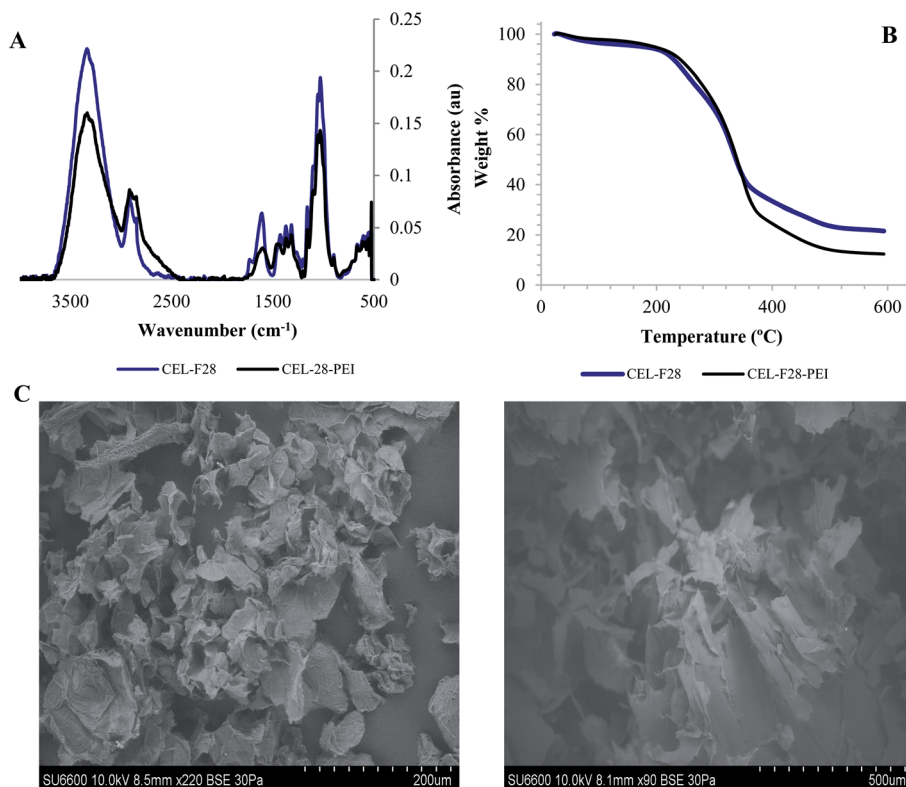 A
0.25
0.2
0.15
0.1
0.05
0
Absorbance (au)
3500
2500
1500
500
Wavenumber (cm⁻¹)
CEL-F28
CEL-28-PEI
B
100
80
60
40
20
0
Weight %
0
200
400
600
Temperature (ºC)
CEL-F28
CEL-F28-PEI
C
SU6600 10.0kV 8.5mm x220 BSE 30Pa
200um
SU6600 10.0kV 8.1mm x90 BSE 30Pa
500um